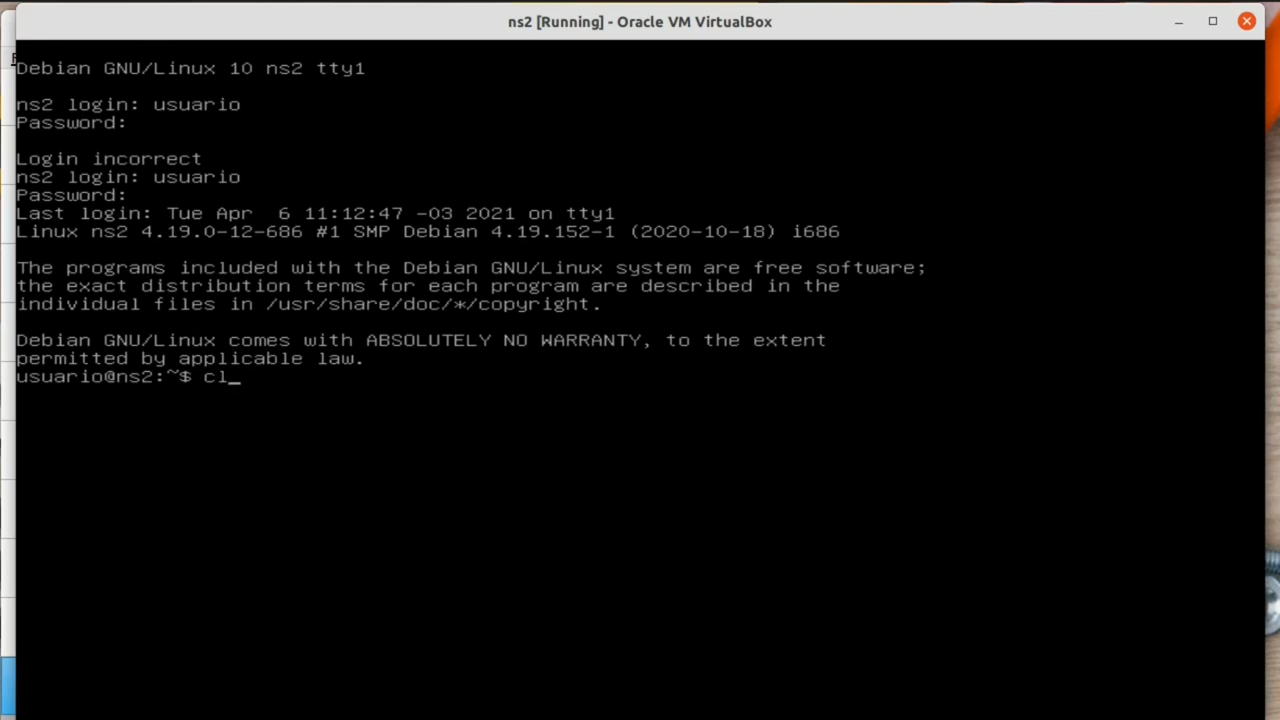 ns2 [Running] - Oracle VM VirtualBox
Debian GNU/Linux 10 ns2 tty1
ns2 login: usuario
Password:
Login incorrect
ns2 login: usuario
Password:
Last login: Tue Apr  6 11:12:47 -03 2021 on tty1
Linux ns2 4.19.0-12-686 #1 SMP Debian 4.19.152-1 (2020-10-18) i686
The programs included with the Debian GNU/Linux system are free software;
the exact distribution terms for each program are described in the
individual files in /usr/share/doc/*/copyright.
Debian GNU/Linux comes with ABSOLUTELY NO WARRANTY, to the extent
permitted by applicable law.
usuario@ns2:~$ cl_